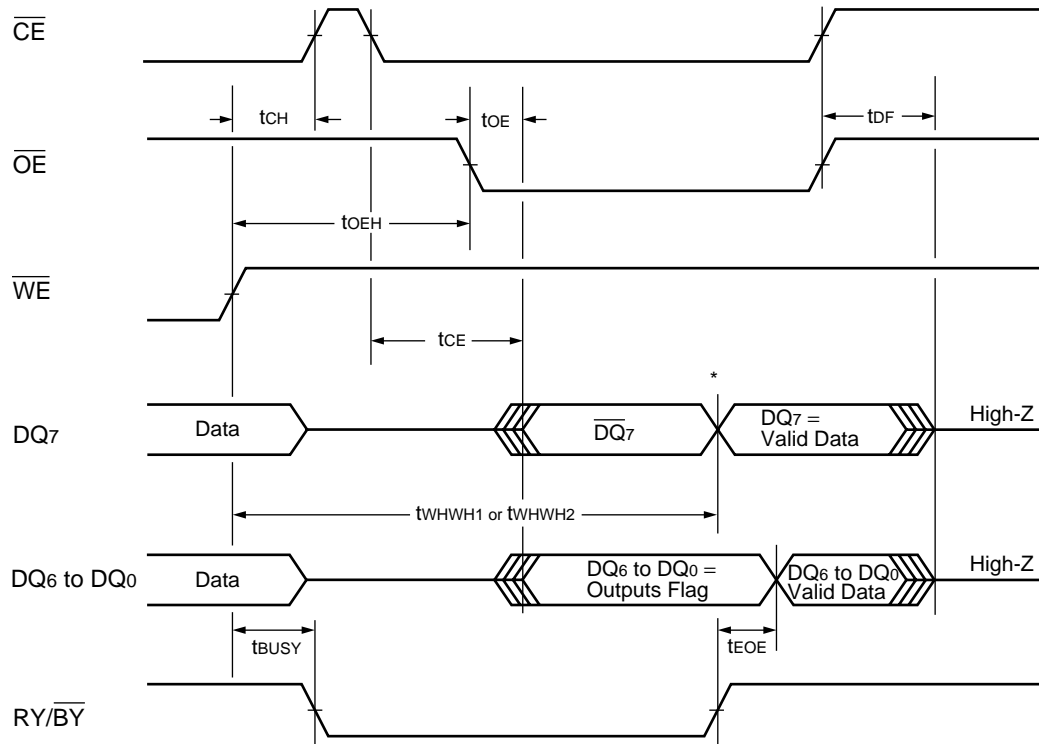 CE
tCH
tOE
tDF
OE
tOEH
WE
tCE
*
DQ7
Data
DQ7
DQ7 =
Valid Data
High-Z
tWHWH1 or tWHWH2
DQ6 to DQ0
Data
DQ6 to DQ0 =
Outputs Flag
DQ6 to DQ0
Valid Data
High-Z
tBUSY
tEOE
RY/BY